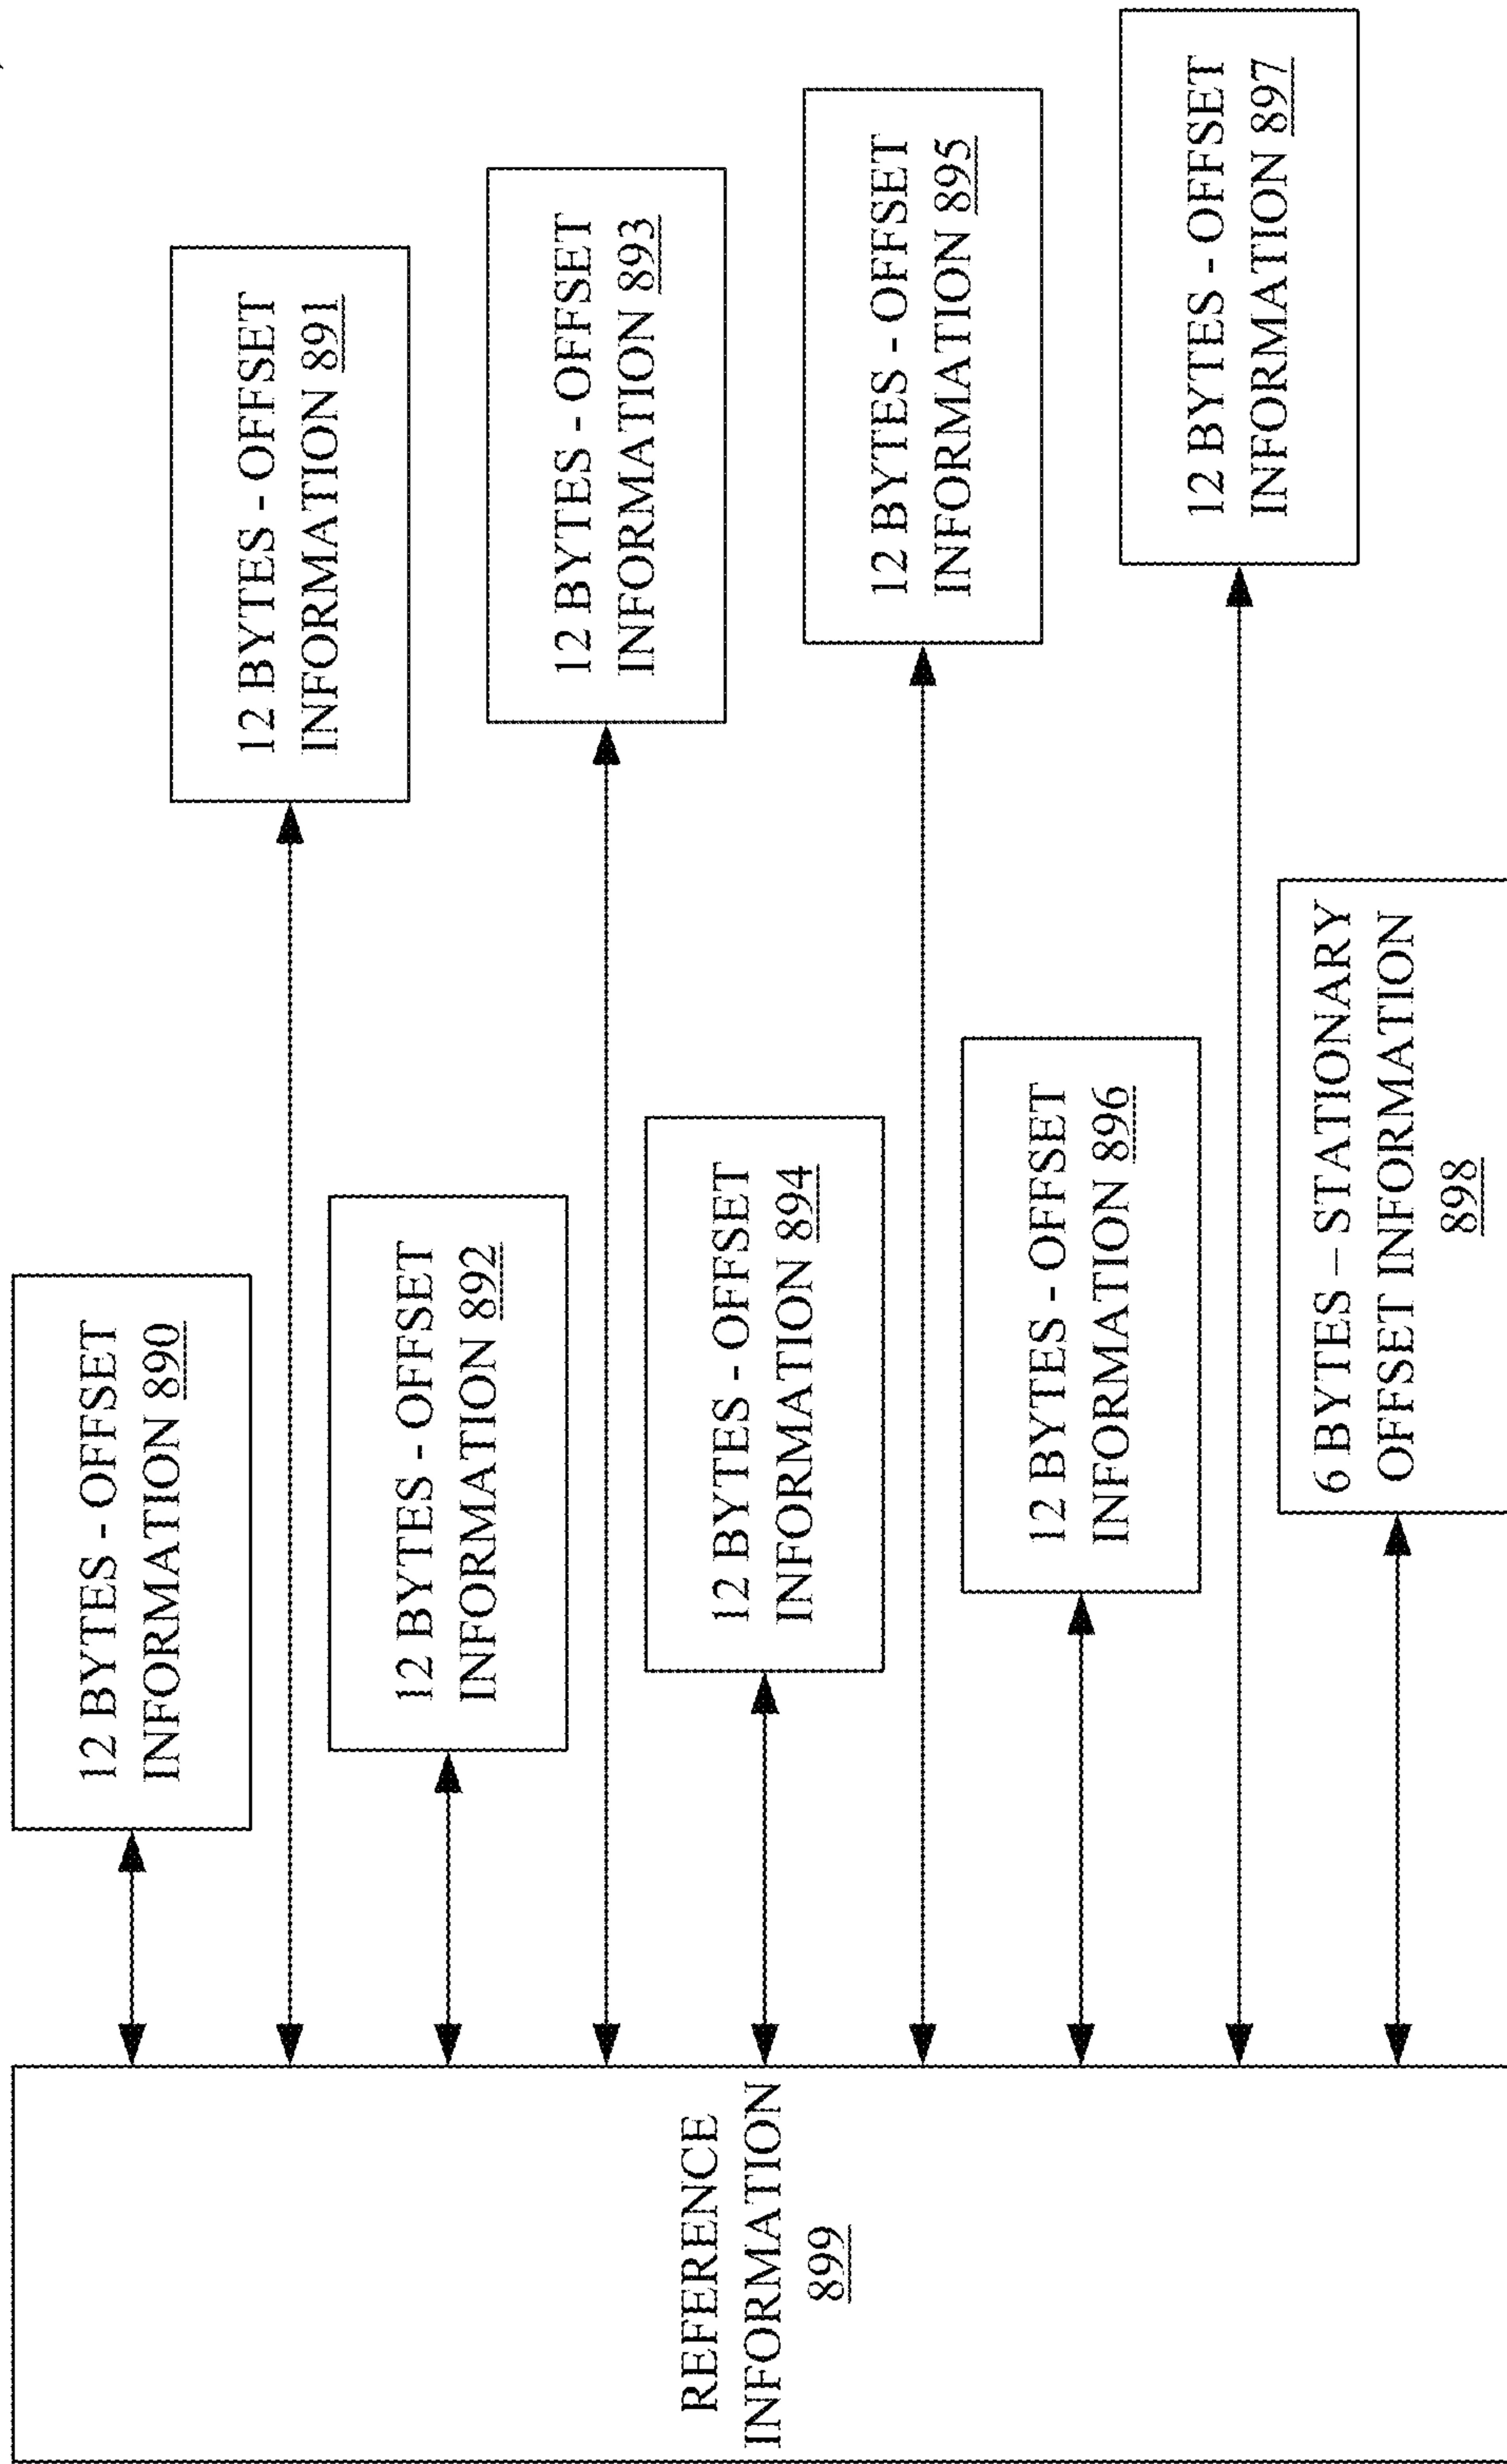 REFERENCE
INFORMATION
899
12 BYTES - OFFSET
INFORMATION 890
12 BYTES - OFFSET
INFORMATION 891
12 BYTES - OFFSET
INFORMATION 892
12 BYTES - OFFSET
INFORMATION 893
12 BYTES - OFFSET
INFORMATION 894
12 BYTES - OFFSET
INFORMATION 895
12 BYTES - OFFSET
INFORMATION 896
12 BYTES - OFFSET
INFORMATION 897
6 BYTES – STATIONARY
OFFSET INFORMATION
898